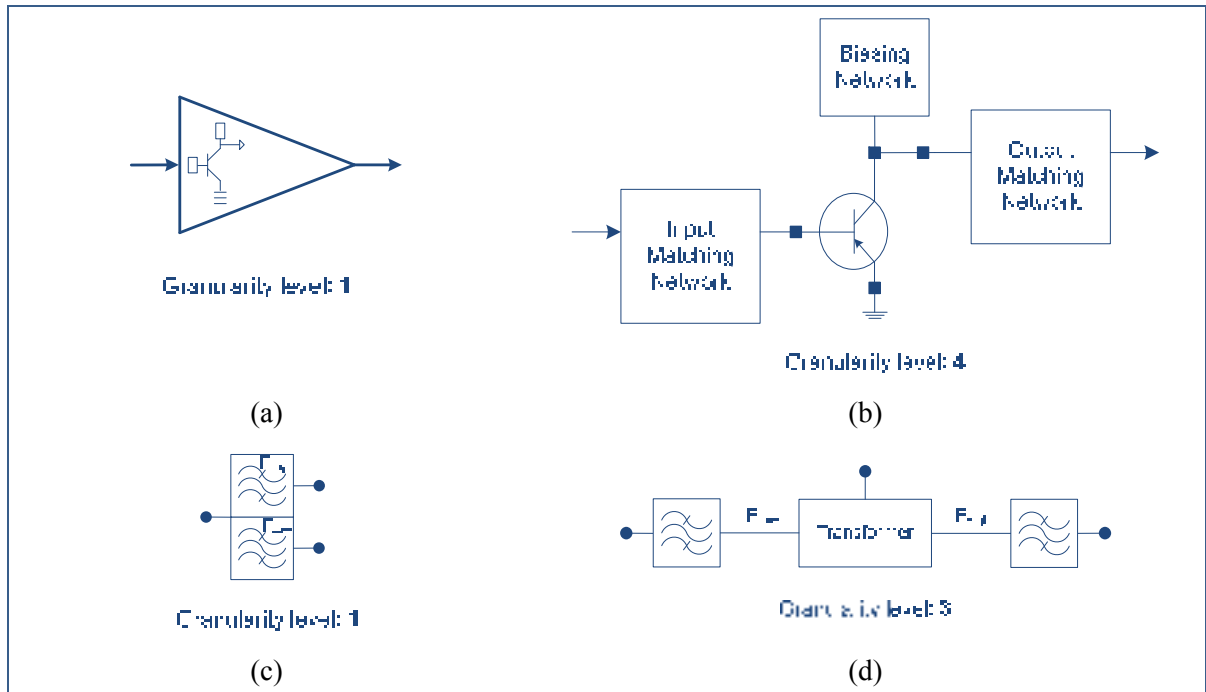 Biasing
Network
Output
Matching
Network
Input
Matching
Network
Granularity level: 1
Granularity level: 4
(a)
(b)
Transformer
Granularity level: 1
Granularity level: 3
(c)
(d)